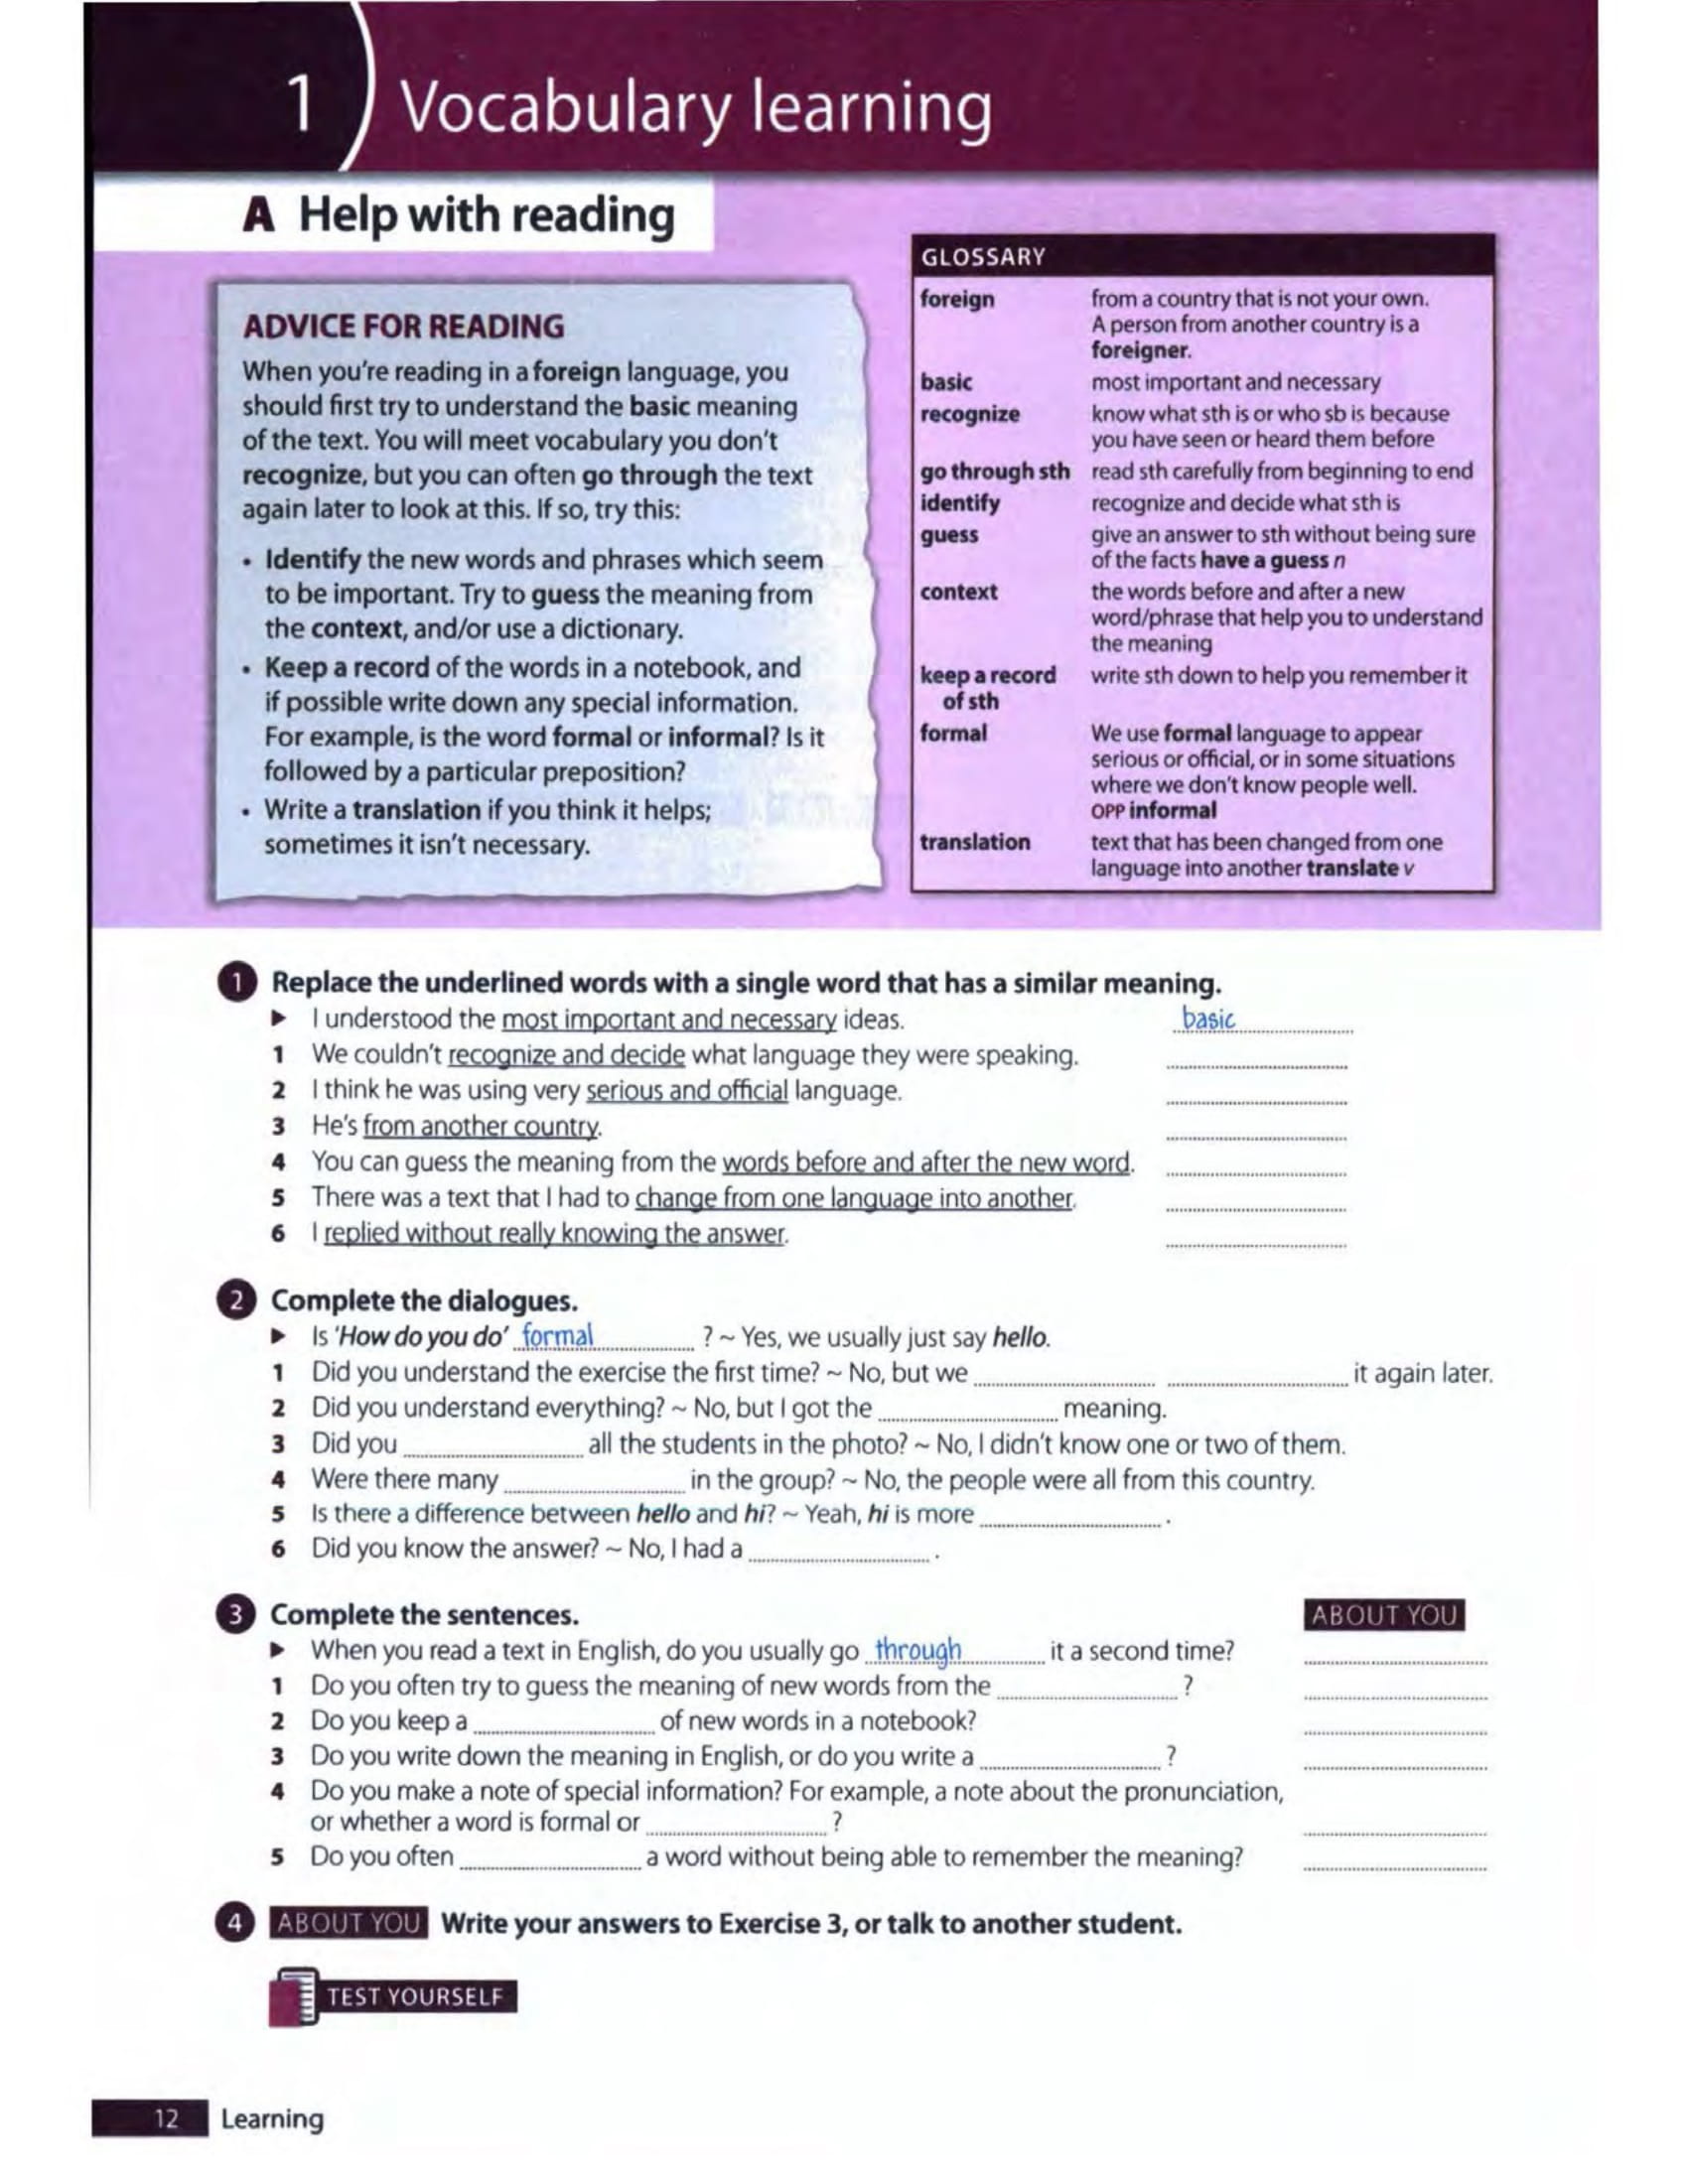 1 Vocabulary learning
A Help with reading
ADVICE FOR READING
When you're reading in a foreign language, you
should first try to understand the basic meaning
of the text. You will meet vocabulary you don't
recognize, but you can often go through the text
again later to look at this. If so, try this:
• Identify the new words and phrases which seem
to be important. Try to guess the meaning from
the context, and/or use a dictionary.
• Keep a record of the words in a notebook, and
if possible write down any special information.
For example, is the word formal or informal? Is it
followed by a particular preposition?
• Write a translation if you think it helps;
sometimes it isn't necessary.
GLOSSARY
foreign from a country that is not your own.
A person from another country is a
foreigner.
basic most important and necessary
recognize know what sth is or who sb is because
you have seen or heard them before
go through sth read sth carefully from beginning to end
identify recognize and decide what sth is
guess give an answer to sth without being sure
of the facts have a guess n
context the words before and after a new
word/phrase that help you to understand
the meaning
keep a record write sth down to help you remember it
of sth
formal We use formal language to appear
serious or official, or in some situations
where we don't know people well.
OPP informal
translation text that has been changed from one
language into another translate v
1 Replace the underlined words with a single word that has a similar meaning.
► I understood the most important and necessary ideas. basic
1 We couldn't recognize and decide what language they were speaking.
2 I think he was using very serious and official language.
3 He's from another country.
4 You can guess the meaning from the words before and after the new word.
5 There was a text that I had to change from one language into another.
6 I replied without really knowing the answer.
2 Complete the dialogues.
► Is 'How do you do' formal ? ~ Yes, we usually just say hello.
1 Did you understand the exercise the first time? ~ No, but we ............ ............ it again later.
2 Did you understand everything? ~ No, but I got the ............ meaning.
3 Did you ............ all the students in the photo? ~ No, I didn't know one or two of them.
4 Were there many ............ in the group? ~ No, the people were all from this country.
5 Is there a difference between hello and hi? ~ Yeah, hi is more ............ .
6 Did you know the answer? ~ No, I had a ............ .
3 Complete the sentences. ABOUT YOU
► When you read a text in English, do you usually go through it a second time?
1 Do you often try to guess the meaning of new words from the ............ ?
2 Do you keep a ............ of new words in a notebook?
3 Do you write down the meaning in English, or do you write a ............ ?
4 Do you make a note of special information? For example, a note about the pronunciation,
or whether a word is formal or ............ ?
5 Do you often ............ a word without being able to remember the meaning?
4 ABOUT YOU Write your answers to Exercise 3, or talk to another student.
TEST YOURSELF
12 Learning